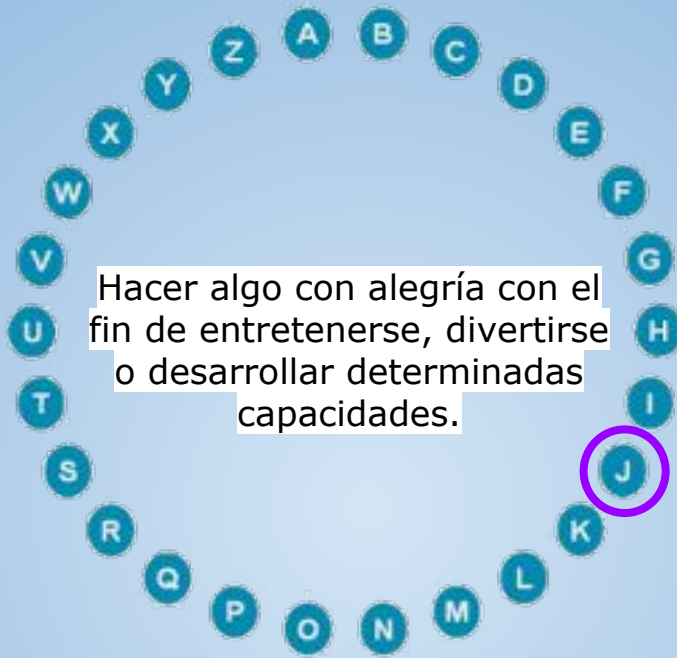 A
B
C
D
E
F
G
H
I
J
K
L
M
N
O
P
Q
R
S
T
U
V
W
X
Y
Z
Hacer algo con alegría con el
fin de entretenerse, divertirse
o desarrollar determinadas
capacidades.